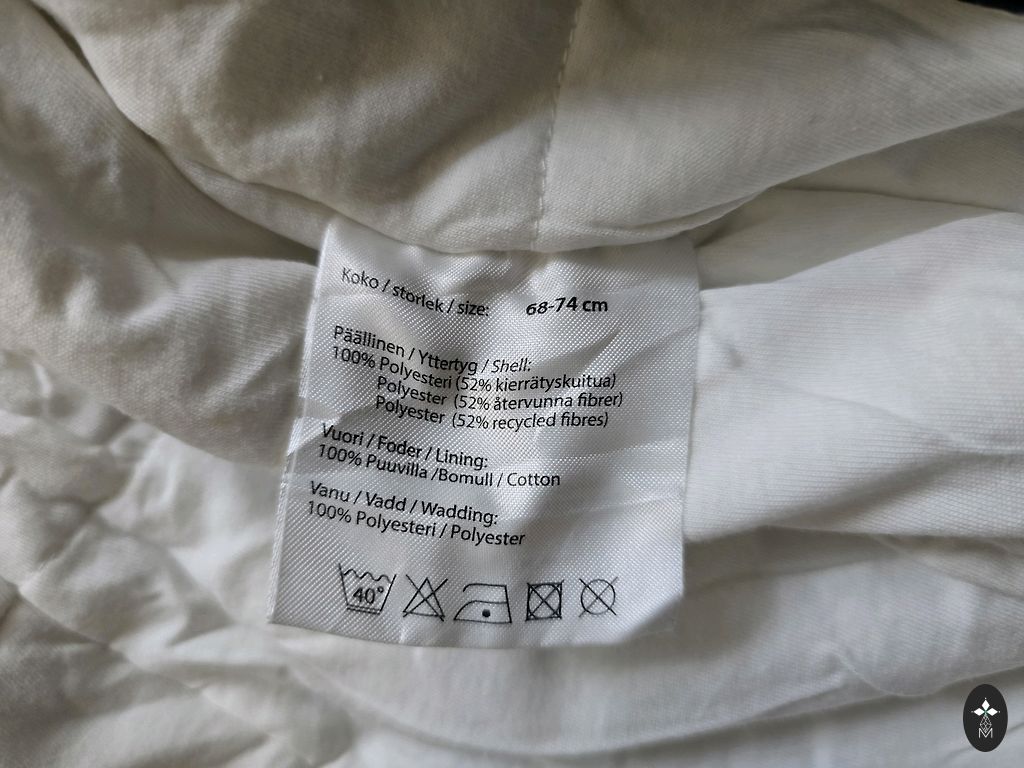 Koko / storlek / size: 68-74 cm
Päällinen / Yttertyg / Shell:
100% Polyesteri (52% kierrätyskuitua)
Polyester (52% återvunna fibrer)
Polyester (52% recycled fibres)
Vuori / Foder / Lining:
100% Puuvilla /Bomull / Cotton
Vanu / Vadd / Wadding:
100% Polyesteri / Polyester
40°